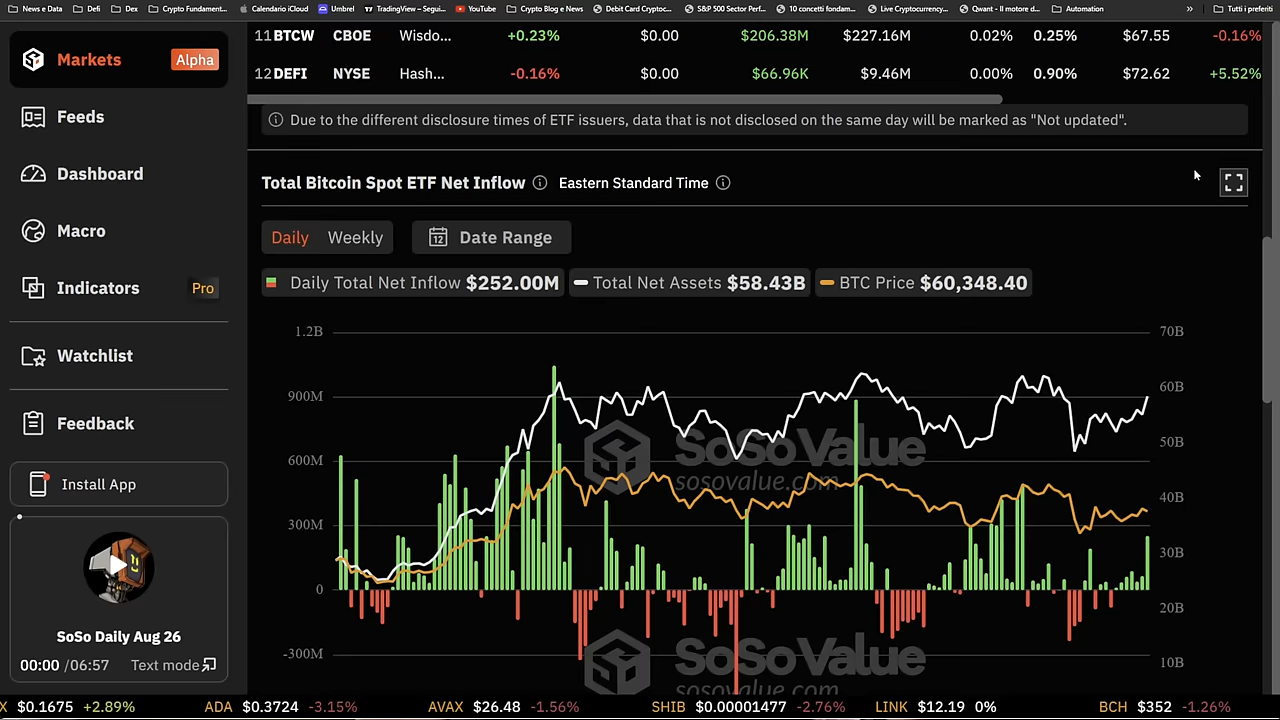 News e Data Defi Dex Crypto Fundament... Calendario iCloud Umbrel TradingView – Segui... YouTube Crypto Blog e News Debit Card Cryptoc... S&P 500 Sector Perf... 10 concetti fondam... Live Cryptocurrency... Qwant - Il motore d... Automation » Tutti i preferiti
Markets Alpha
Feeds
Dashboard
Macro
Indicators Pro
Watchlist
Feedback
Install App
SoSo Daily Aug 26
00:00 /06:57 Text mode
11 BTCW CBOE Wisdo... +0.23% $0.00 $206.38M $227.16M 0.02% 0.25% $67.55 -0.16%
12 DEFI NYSE Hash... -0.16% $0.00 $66.96K $9.46M 0.00% 0.90% $72.62 +5.52%
Due to the different disclosure times of ETF issuers, data that is not disclosed on the same day will be marked as "Not updated".
Total Bitcoin Spot ETF Net Inflow Eastern Standard Time
Daily Weekly 12 Date Range
Daily Total Net Inflow $252.00M Total Net Assets $58.43B BTC Price $60,348.40
1.2B 70B
900M 60B
600M 50B
300M 40B
0 30B
20B
-300M 10B
SoSoValue
sosovalue.com
SoSoValue
sosovalue.com
X $0.1675 +2.89% ADA $0.3724 -3.15% AVAX $26.48 -1.56% SHIB $0.00001477 -2.76% LINK $12.19 0% BCH $352 -1.26%